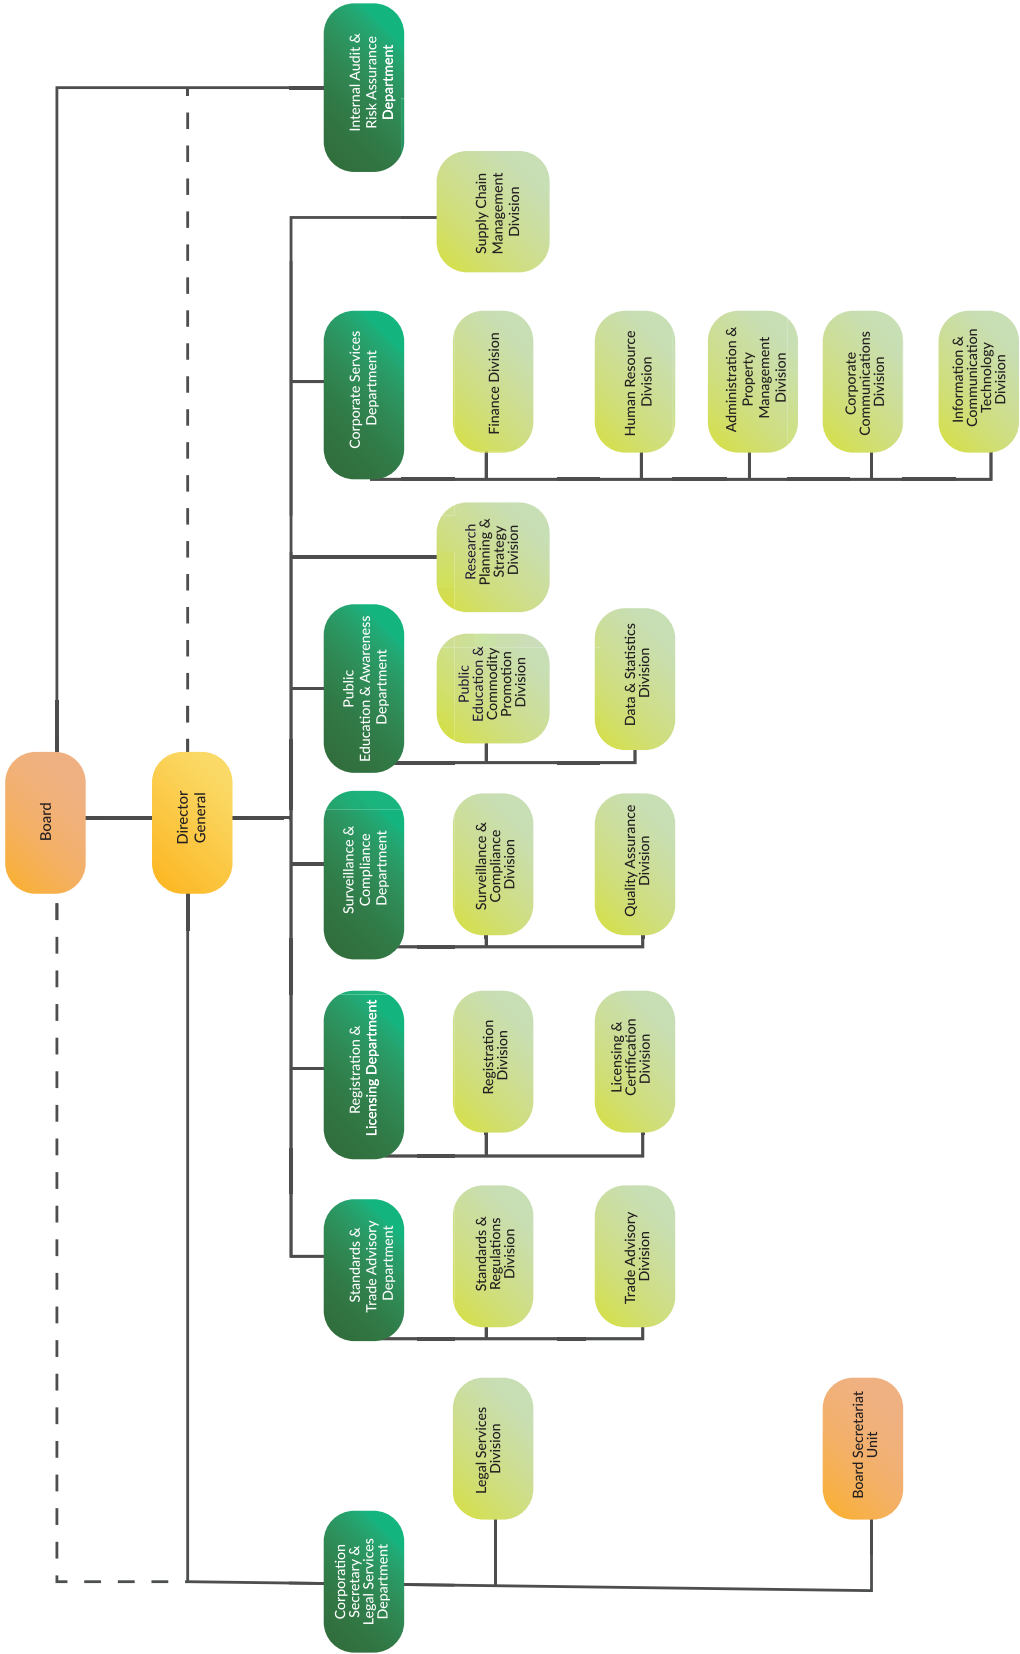 Board
Director
General
Corporation
Secretary &
Legal Services
Department
Standards &
Trade Advisory
Department
Registration &
Licensing Department
Surveillance &
Compliance
Department
Public
Education & Awareness
Department
Corporate Services
Department
Internal Audit &
Risk Assurance
Department
Legal Services
Division
Standards &
Regulations
Division
Registration
Division
Surveillance &
Compliance
Division
Public
Education &
Commodity
Promotion
Division
Research
Planning &
Strategy
Division
Finance Division
Supply Chain
Management
Division
Trade Advisory
Division
Licensing &
Certification
Division
Quality Assurance
Division
Data & Statistics
Division
Human Resource
Division
Administration &
Property
Management
Division
Board Secretariat
Unit
Corporate
Communications
Division
Information &
Communication
Technology
Division